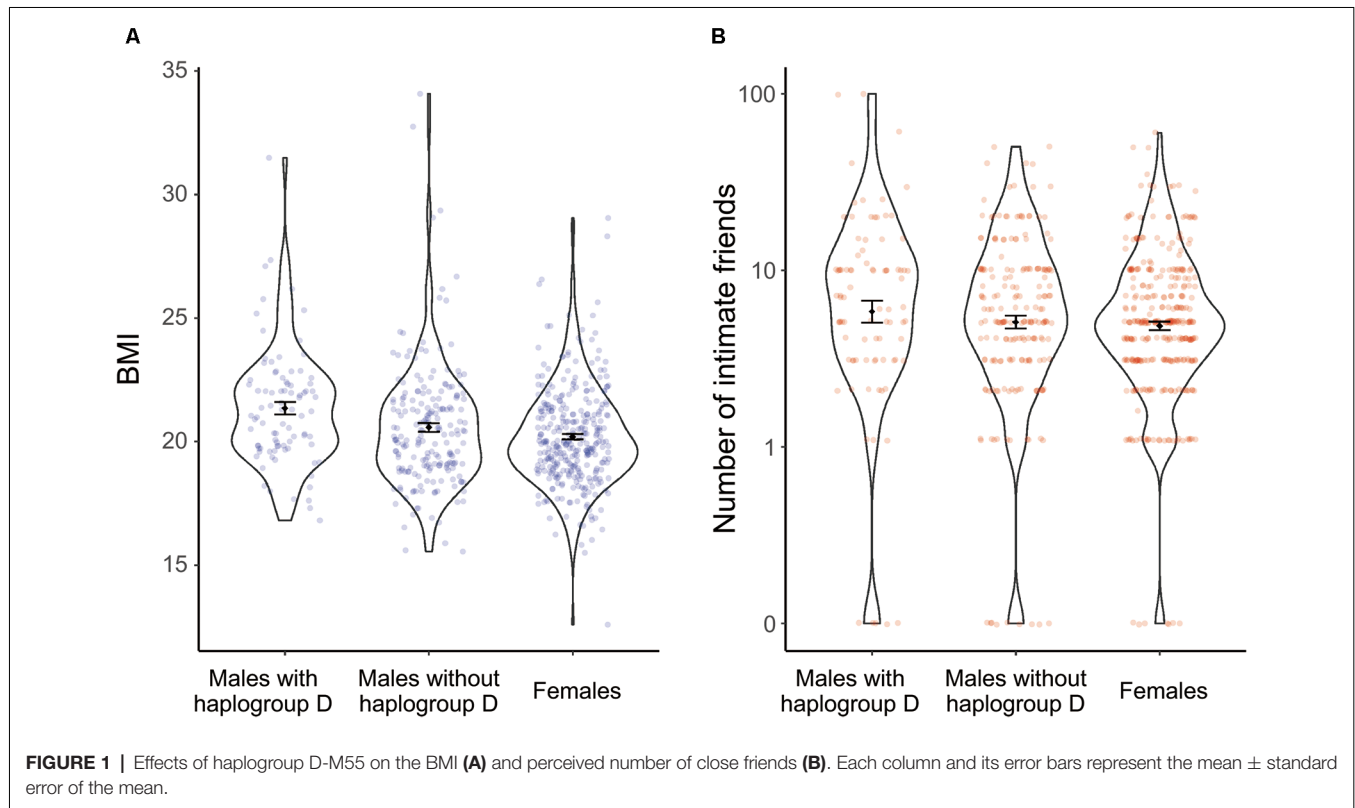 A
BMI
35
30
25
20
15
Males with
haplogroup D
Males without
haplogroup D
Females
B
Number of intimate friends
100
10
1
0
Males with
haplogroup D
Males without
haplogroup D
Females
FIGURE 1 | Effects of haplogroup D-M55 on the BMI (A) and perceived number of close friends (B). Each column and its error bars represent the mean ± standard
error of the mean.